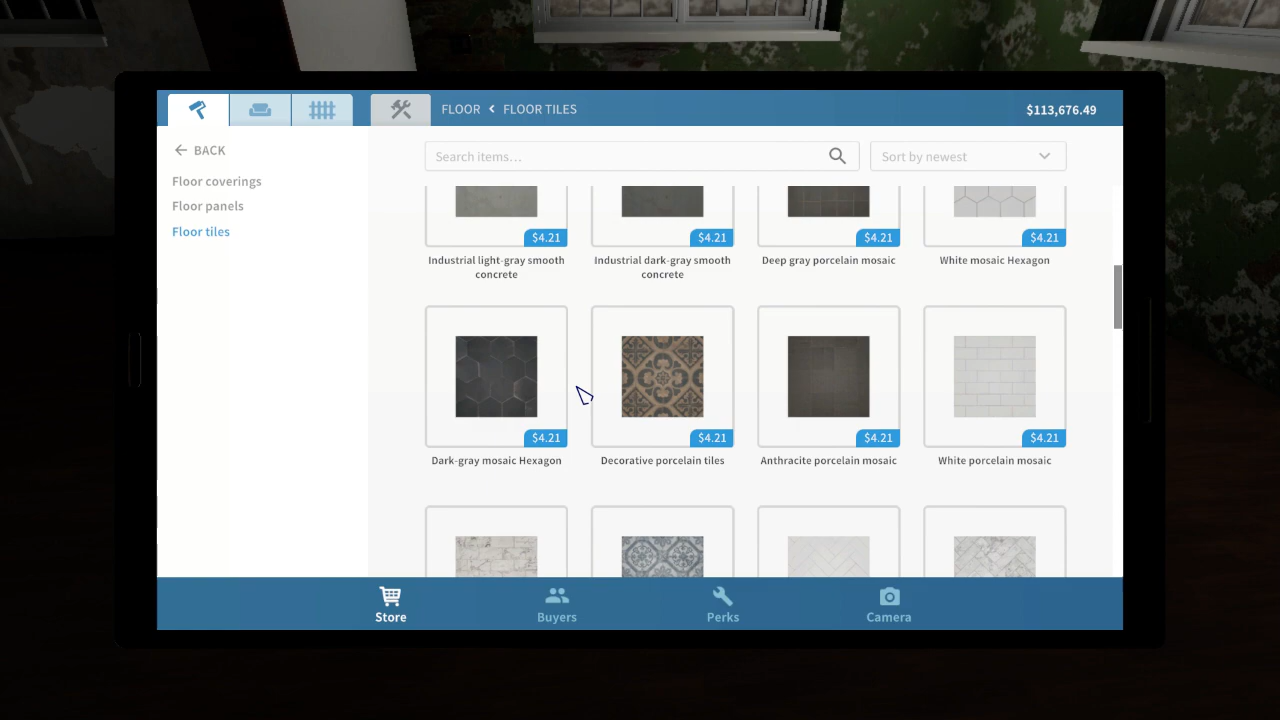 FLOOR < FLOOR TILES
$113,676.49
BACK
Floor coverings
Floor panels
Floor tiles
Search items...
Sort by newest
$4.21
$4.21
$4.21
$4.21
Industrial light-gray smooth
concrete
Industrial dark-gray smooth
concrete
Deep gray porcelain mosaic
White mosaic Hexagon
$4.21
$4.21
$4.21
$4.21
Dark-gray mosaic Hexagon
Decorative porcelain tiles
Anthracite porcelain mosaic
White porcelain mosaic
Store
Buyers
Perks
Camera